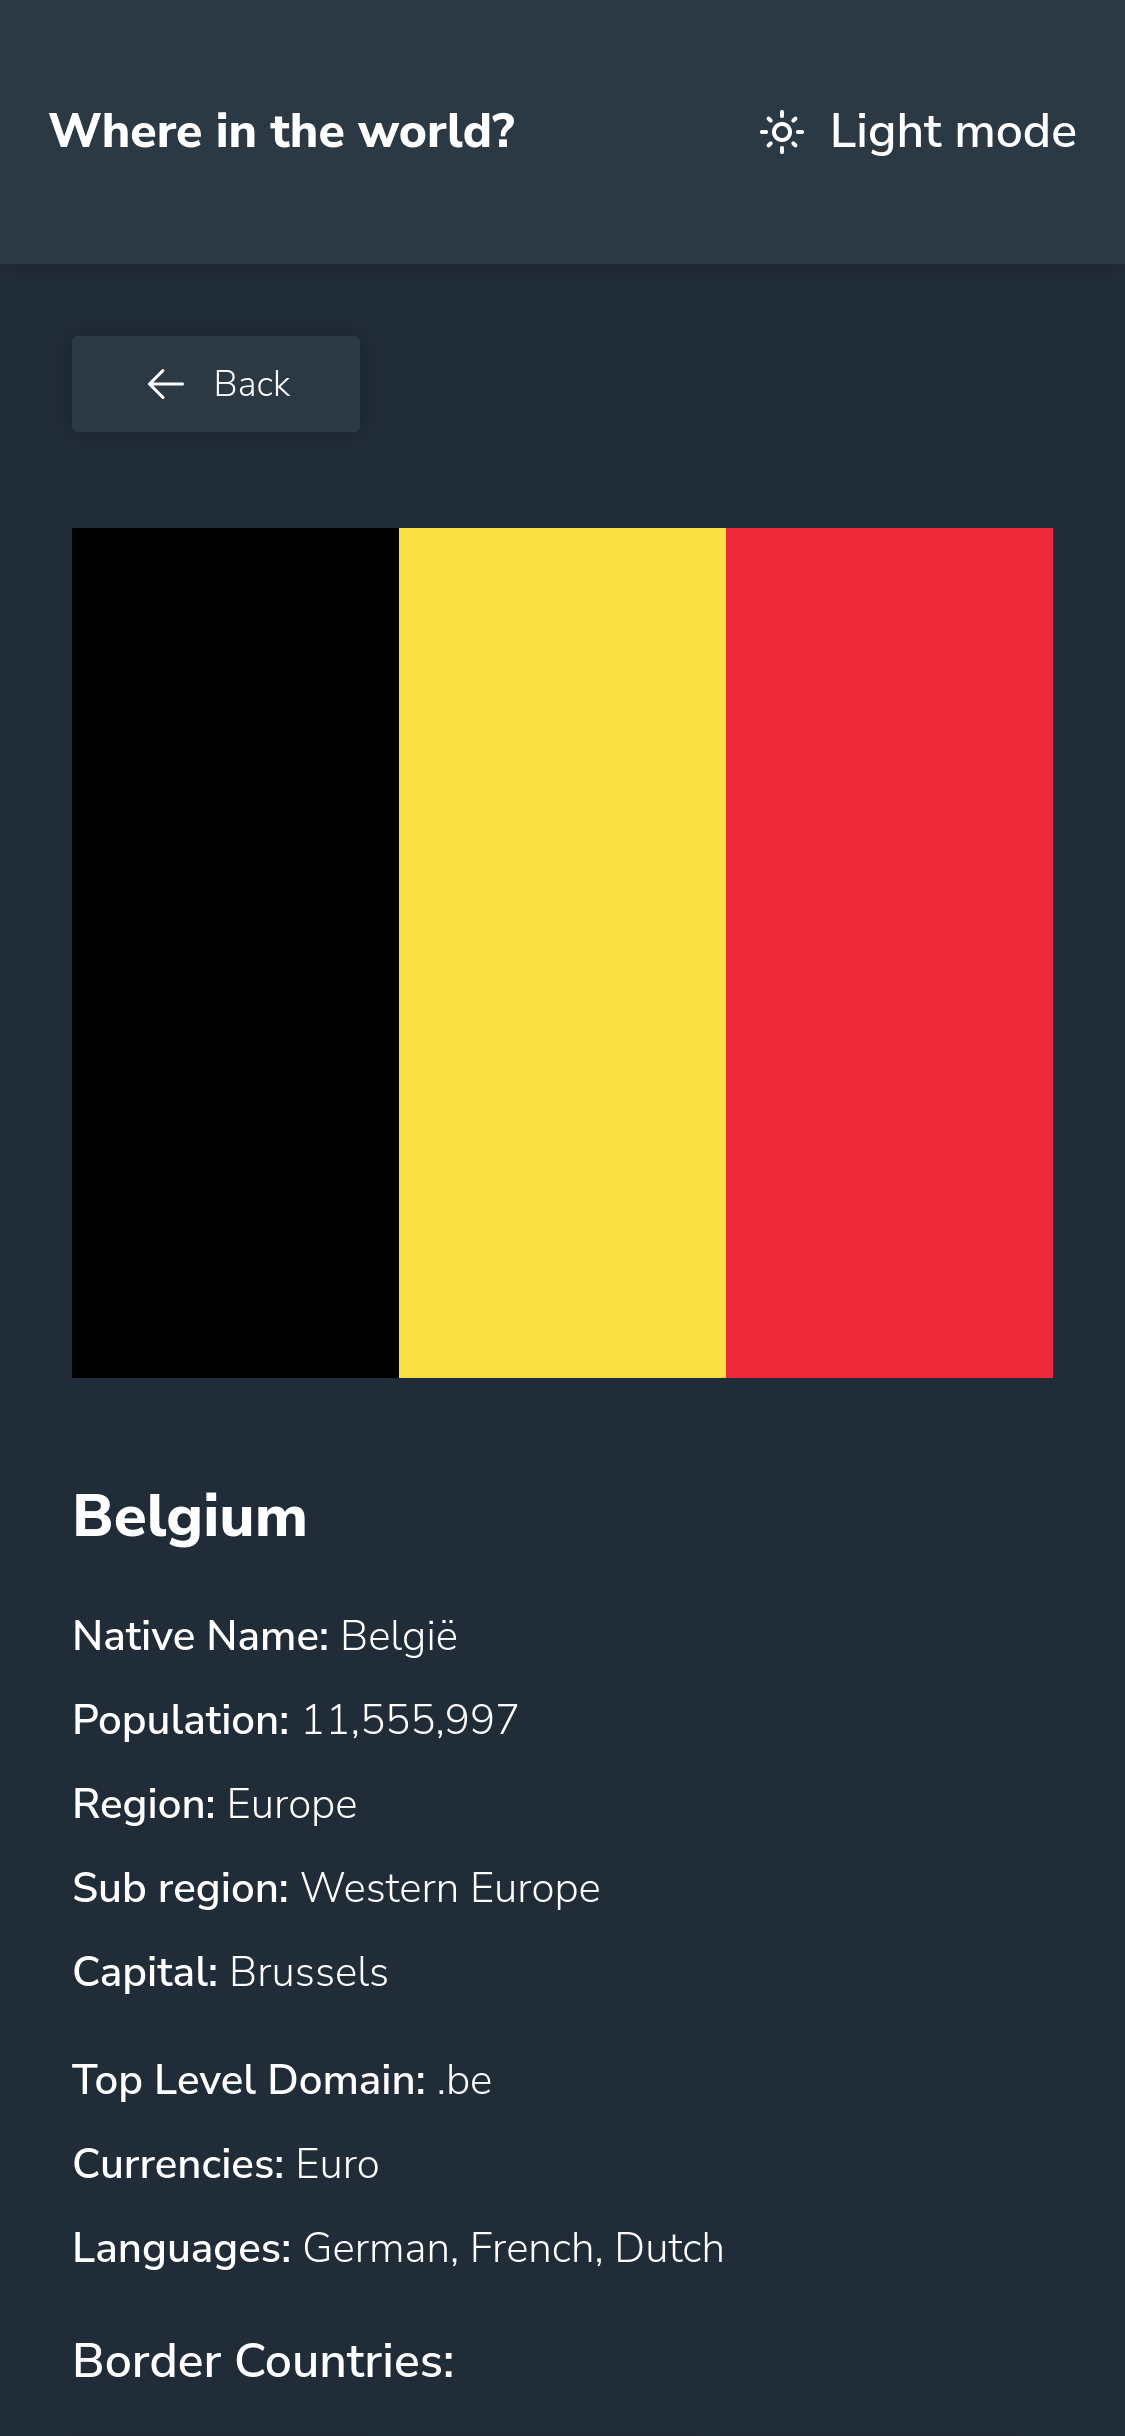 Where in the world?
Light mode
Back
Belgium
Native Name: België
Population: 11,555,997
Region: Europe
Sub region: Western Europe
Capital: Brussels
Top Level Domain: .be
Currencies: Euro
Languages: German, French, Dutch
Border Countries: